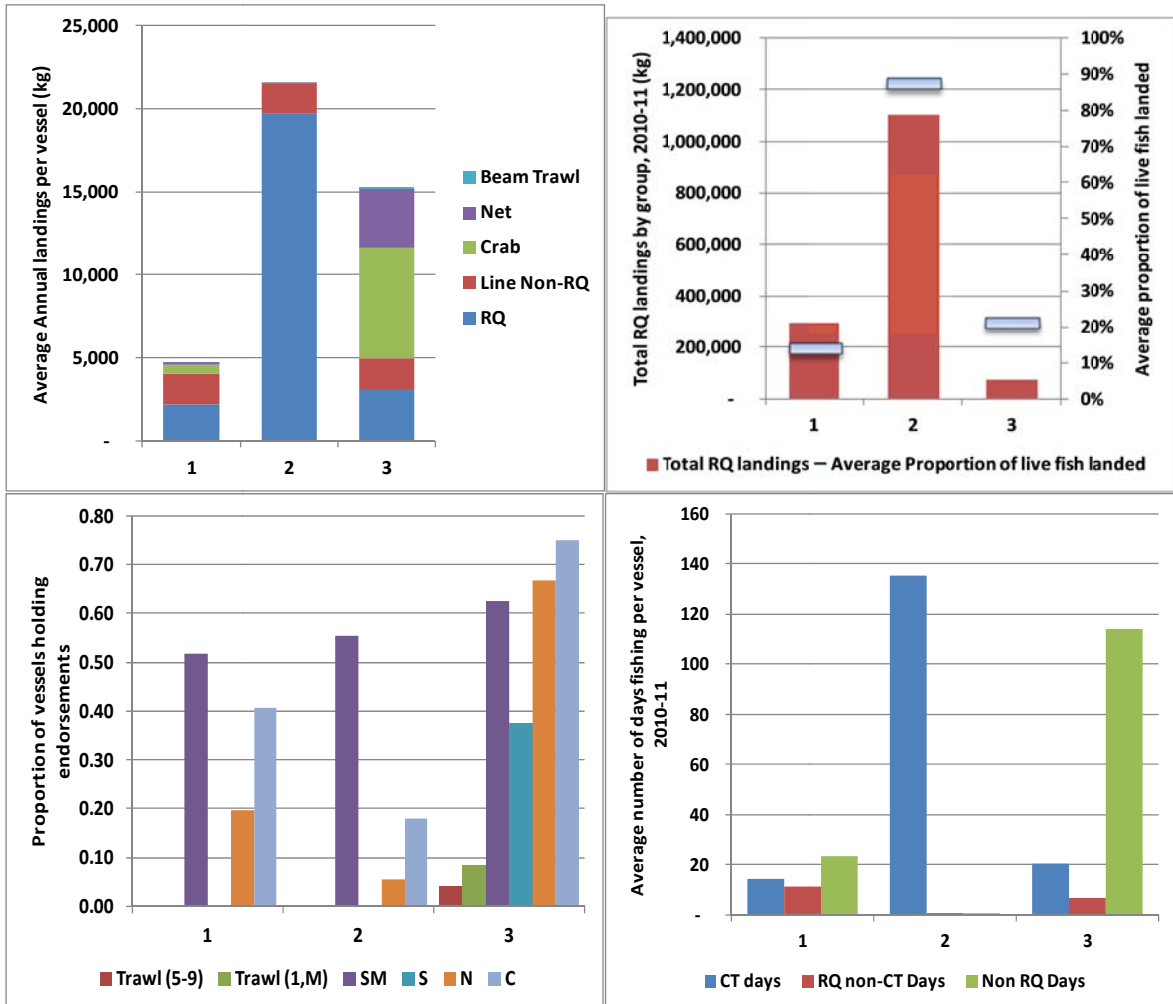 Average Annual landings per vessel (kg)
25,000
20,000
15,000
10,000
5,000
-
1 2 3
Beam Trawl
Net
Crab
Line Non-RQ
RQ
Total RQ landings by group, 2010-11 (kg)
1,400,000
1,200,000
1,000,000
800,000
600,000
400,000
200,000
-
100%
90%
80%
70%
60%
50%
40%
30%
20%
10%
0%
Average proportion of live fish landed
1 2 3
Total RQ landings Average Proportion of live fish landed
Proportion of vessels holding
endorsements
0.80
0.70
0.60
0.50
0.40
0.30
0.20
0.10
0.00
1 2 3
Trawl (5-9) Trawl (1,M) SM S N C
Average number of days fishing per vessel,
2010-11
160
140
120
100
80
60
40
20
-
1 2 3
CT days RQ non-CT Days Non RQ Days